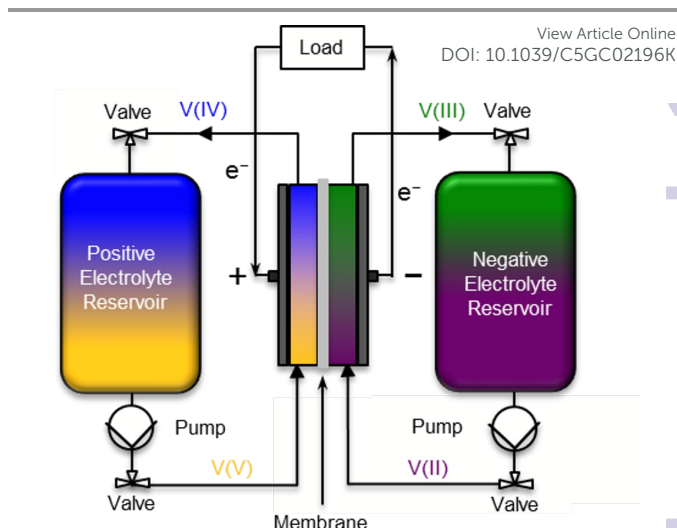 View Article Online
DOI: 10.1039/C5GC02196K
Load
Valve
V(IV)
V(III)
Valve
e⁻
e⁻
Positive
Electrolyte
Reservoir
+
−
Negative
Electrolyte
Reservoir
Pump
Pump
V(V)
V(II)
Valve
Valve
Membrane